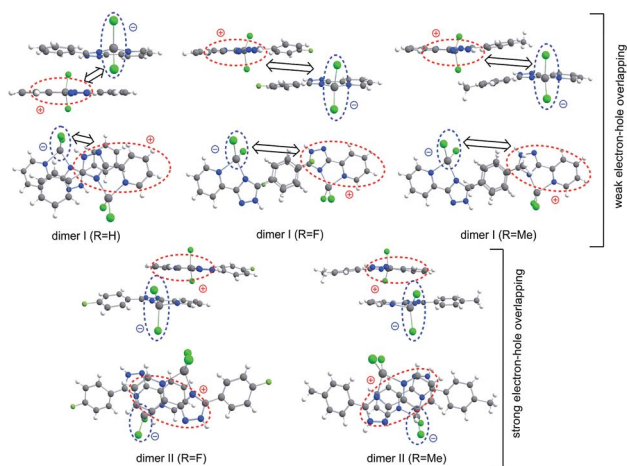 weak electron-hole overlapping
dimer I (R=H)
dimer I (R=F)
dimer I (R=Me)
strong electron-hole overlapping
dimer II (R=F)
dimer II (R=Me)